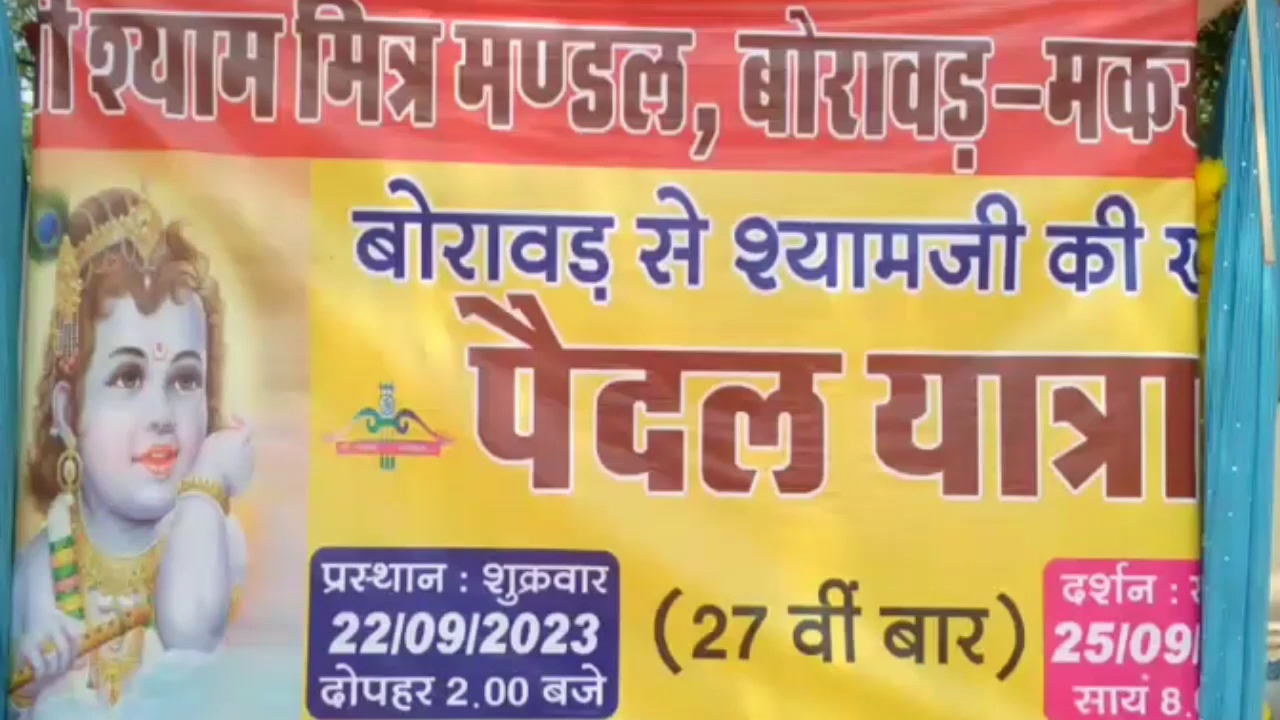 श्याम मित्र मण्डल, बोरावड़–मक
बोरावड़ से श्यामजी की
पैदल यात्रा
प्रस्थान : शुक्रवार
22/09/2023
दोपहर 2.00 बजे
(27 वीं बार)
दर्शन :
25/09/
सायं 8.